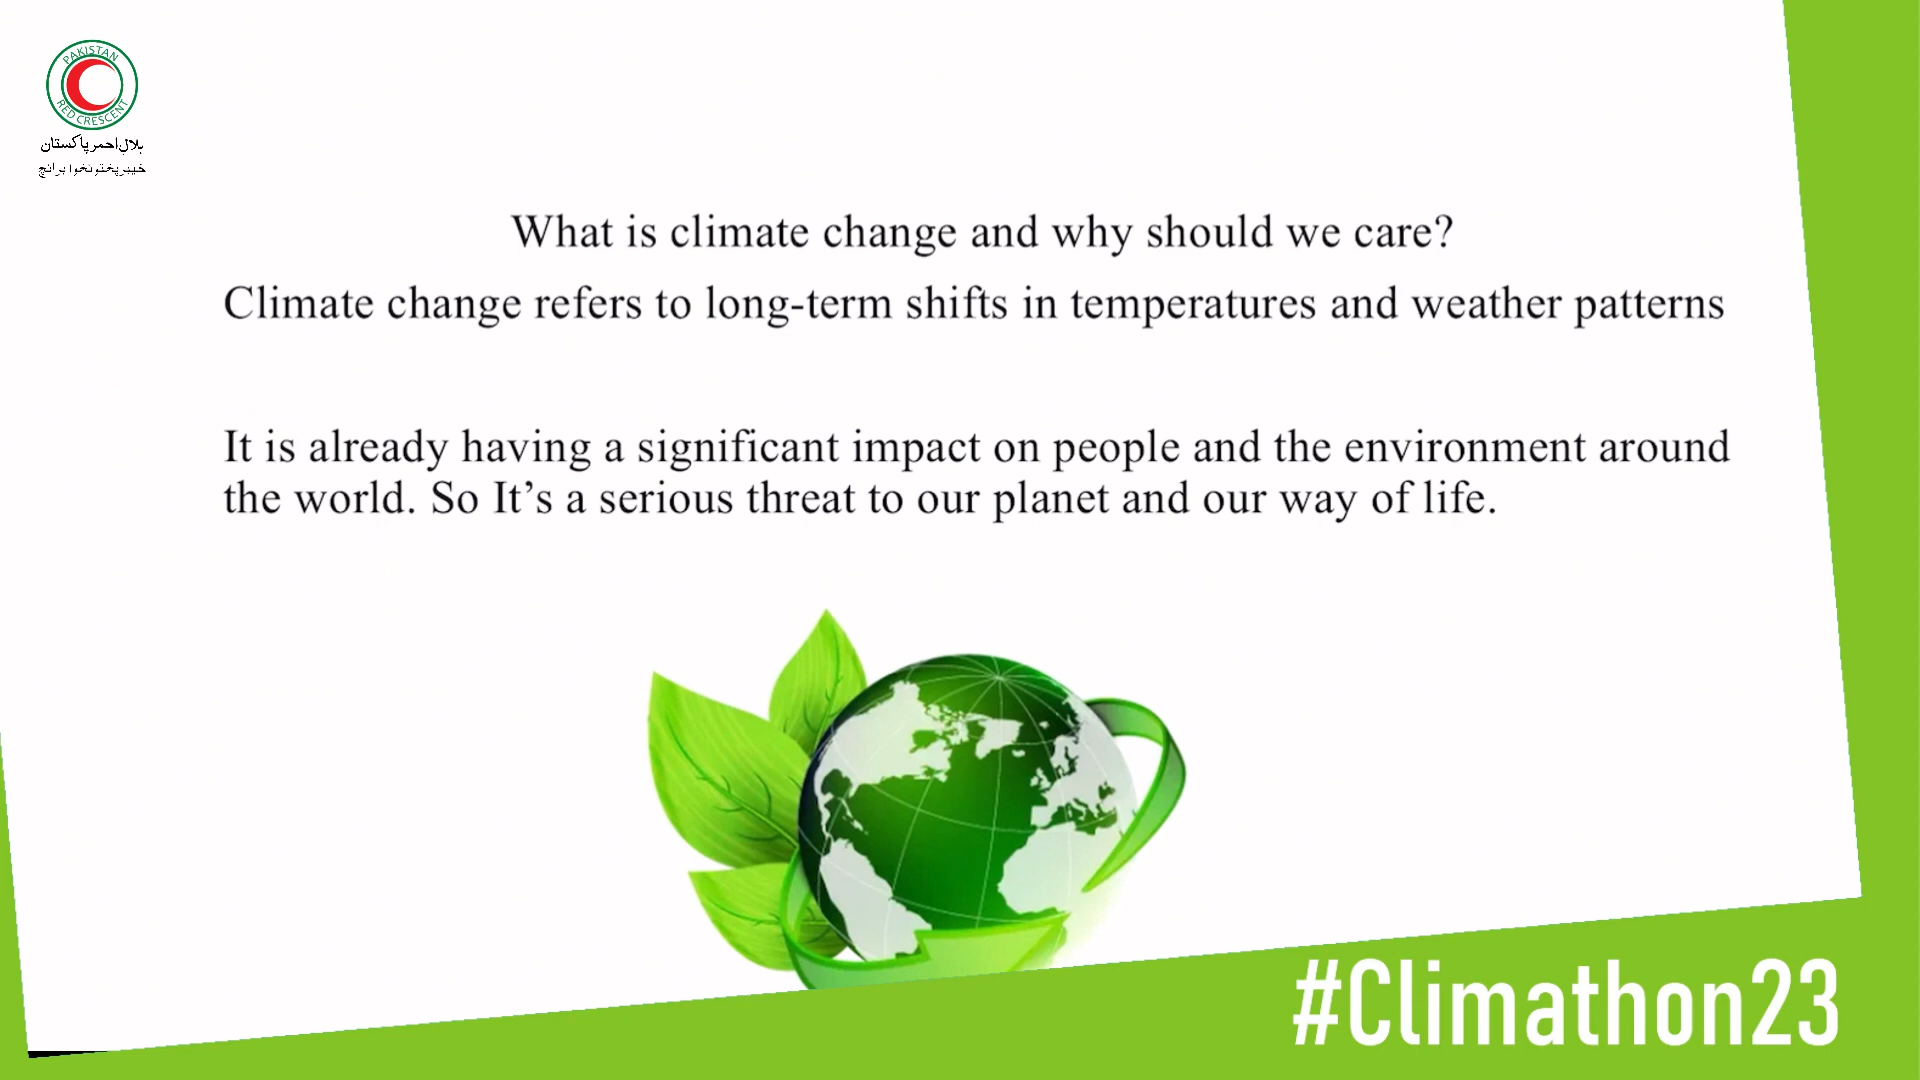 PAKISTAN
RED CRESCENT
ہلال احمر پاکستان
خیبر پختونخوا برانچ
What is climate change and why should we care?
Climate change refers to long-term shifts in temperatures and weather patterns
It is already having a significant impact on people and the environment around
the world. So It’s a serious threat to our planet and our way of life.
#Climathon23